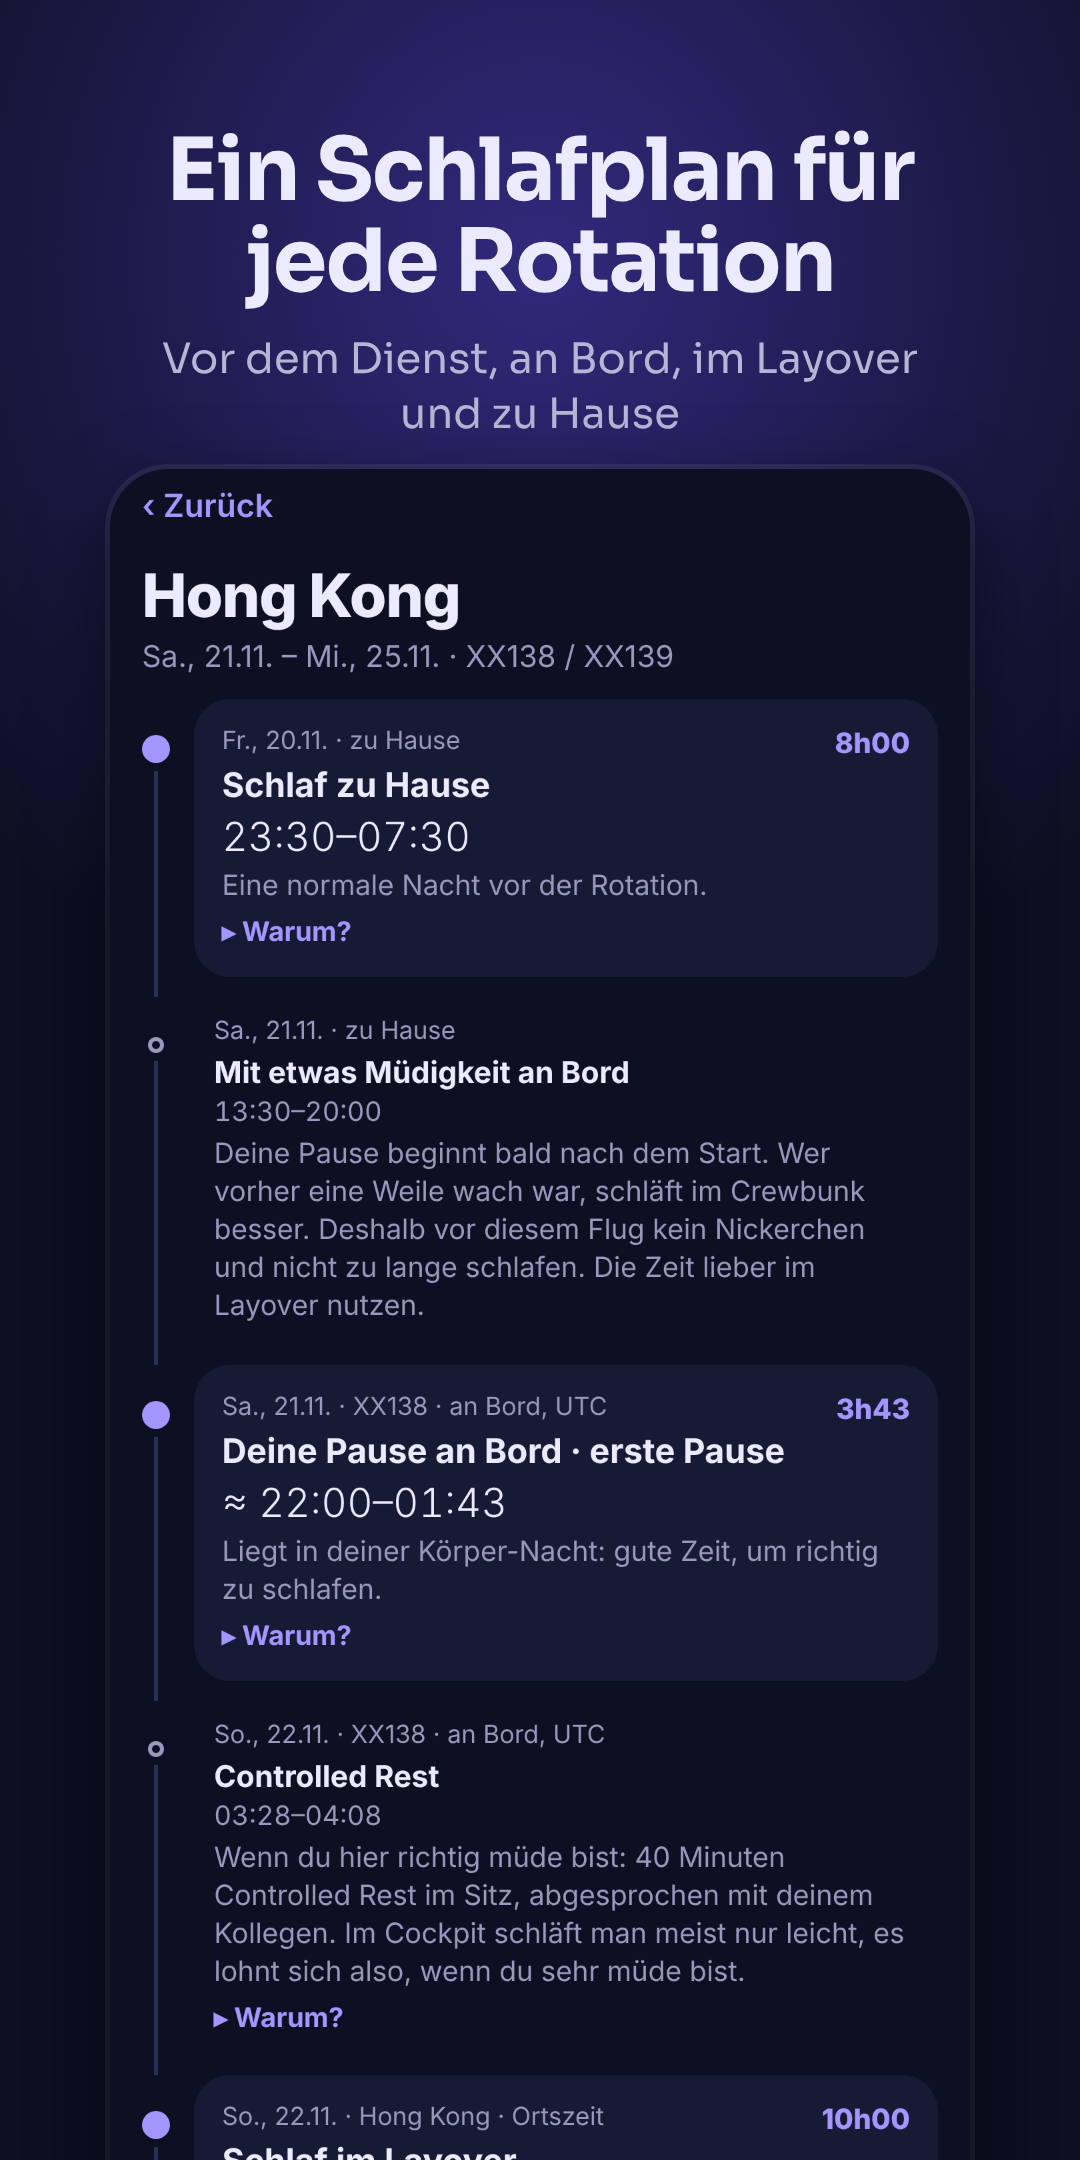 Ein Schlafplan für
jede Rotation
Vor dem Dienst, an Bord, im Layover
und zu Hause
‹ Zurück
Hong Kong
Sa., 21.11. – Mi., 25.11. · XX138 / XX139
Fr., 20.11. · zu Hause
8h00
Schlaf zu Hause
23:30–07:30
Eine normale Nacht vor der Rotation.
▸ Warum?
Sa., 21.11. · zu Hause
Mit etwas Müdigkeit an Bord
13:30–20:00
Deine Pause beginnt bald nach dem Start. Wer
vorher eine Weile wach war, schläft im Crewbunk
besser. Deshalb vor diesem Flug kein Nickerchen
und nicht zu lange schlafen. Die Zeit lieber im
Layover nutzen.
Sa., 21.11. · XX138 · an Bord, UTC
3h43
Deine Pause an Bord · erste Pause
≈ 22:00–01:43
Liegt in deiner Körper-Nacht: gute Zeit, um richtig
zu schlafen.
▸ Warum?
So., 22.11. · XX138 · an Bord, UTC
Controlled Rest
03:28–04:08
Wenn du hier richtig müde bist: 40 Minuten
Controlled Rest im Sitz, abgesprochen mit deinem
Kollegen. Im Cockpit schläft man meist nur leicht, es
lohnt sich also, wenn du sehr müde bist.
▸ Warum?
So., 22.11. · Hong Kong · Ortszeit
10h00
Schlaf im Layover